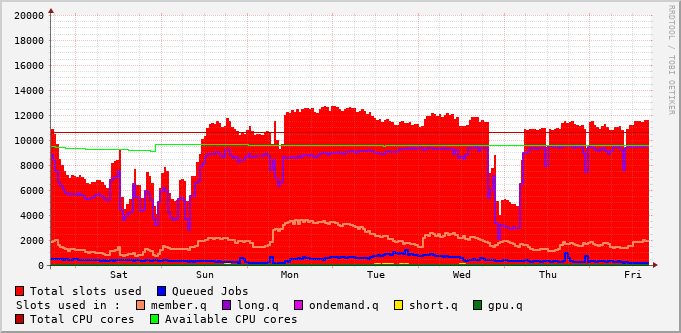 20000
18000
16000
14000
12000
10000
8000
6000
4000
2000
0
Sat Sun Mon Tue Wed Thu Fri
Total slots used Queued Jobs
Slots used in : member.q long.q ondemand.q short.q gpu.q
Total CPU cores Available CPU cores
RRDTOOL / TOBI OETIKER